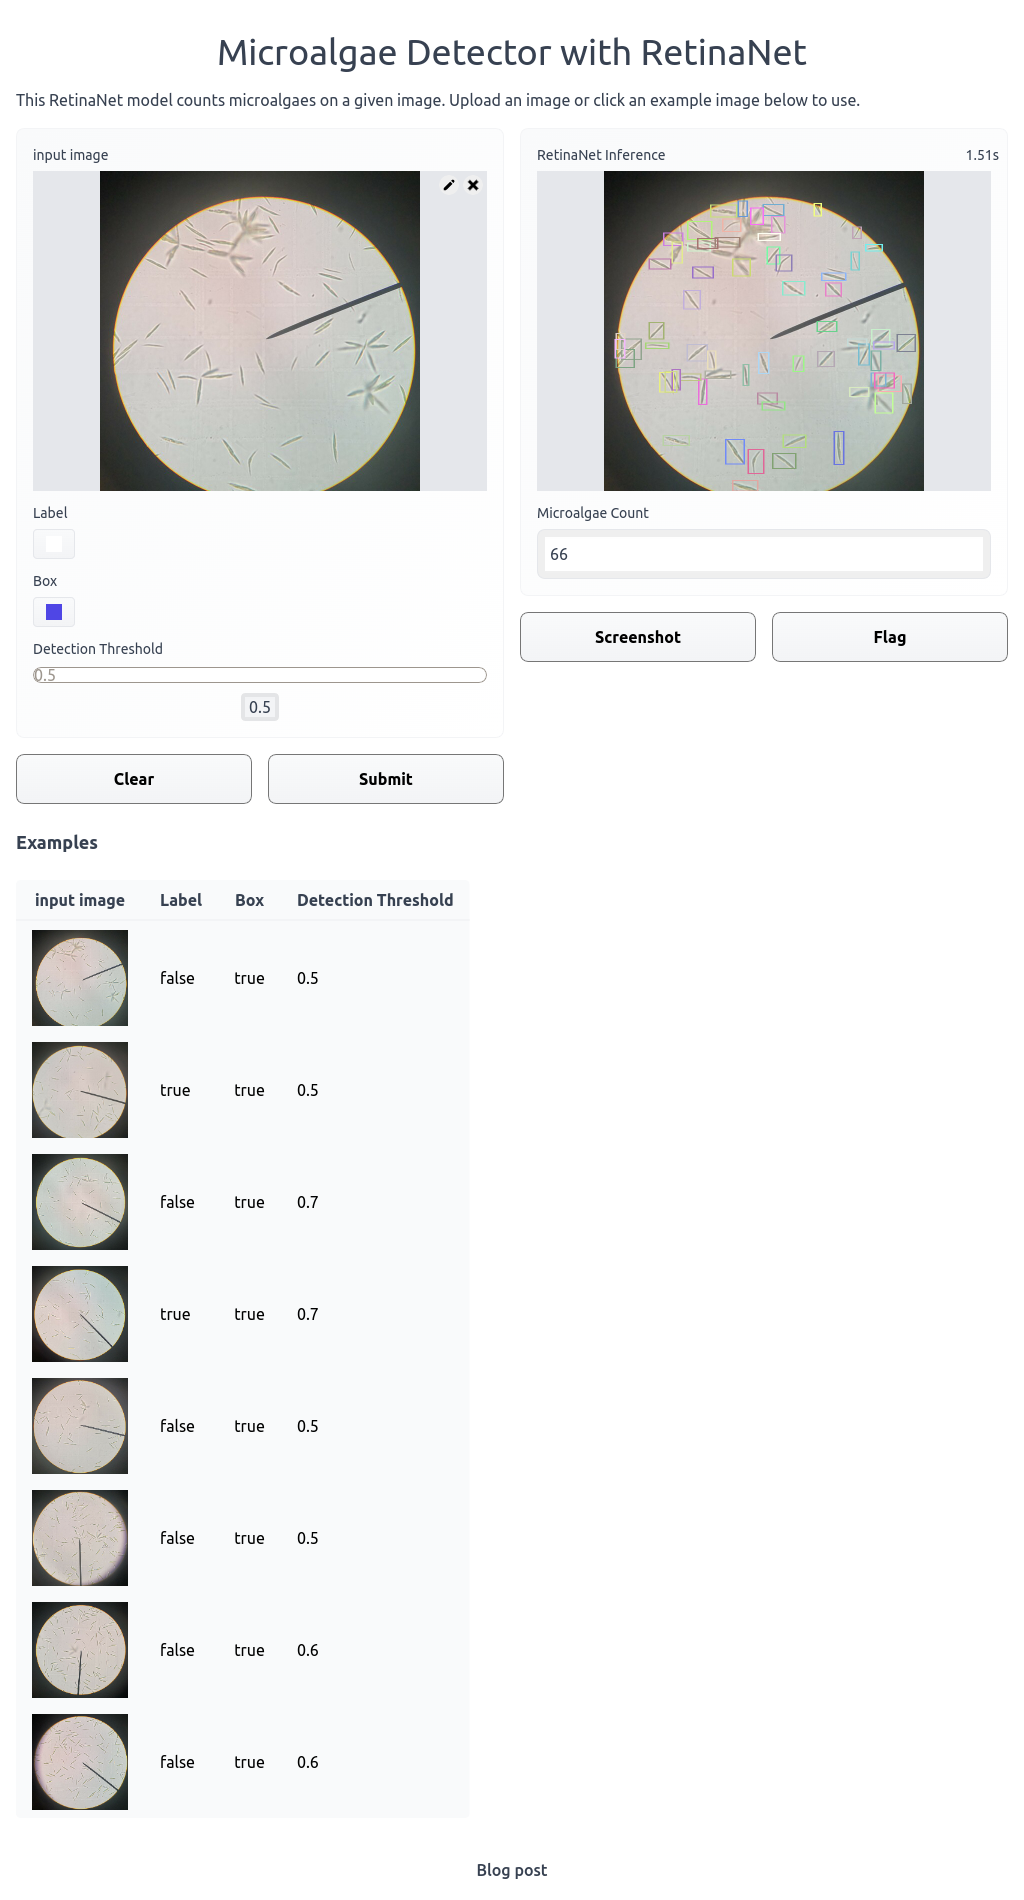 Microalgae Detector with RetinaNet
This RetinaNet model counts microalgaes on a given image. Upload an image or click an example image below to use.
input image
Label
Box
Detection Threshold
0.5
0.5
Clear
Submit
RetinaNet Inference 1.51s
Microalgae Count
66
Screenshot
Flag
Examples
input image Label Box Detection Threshold
false true 0.5
true true 0.5
false true 0.7
true true 0.7
false true 0.5
false true 0.5
false true 0.6
false true 0.6
Blog post